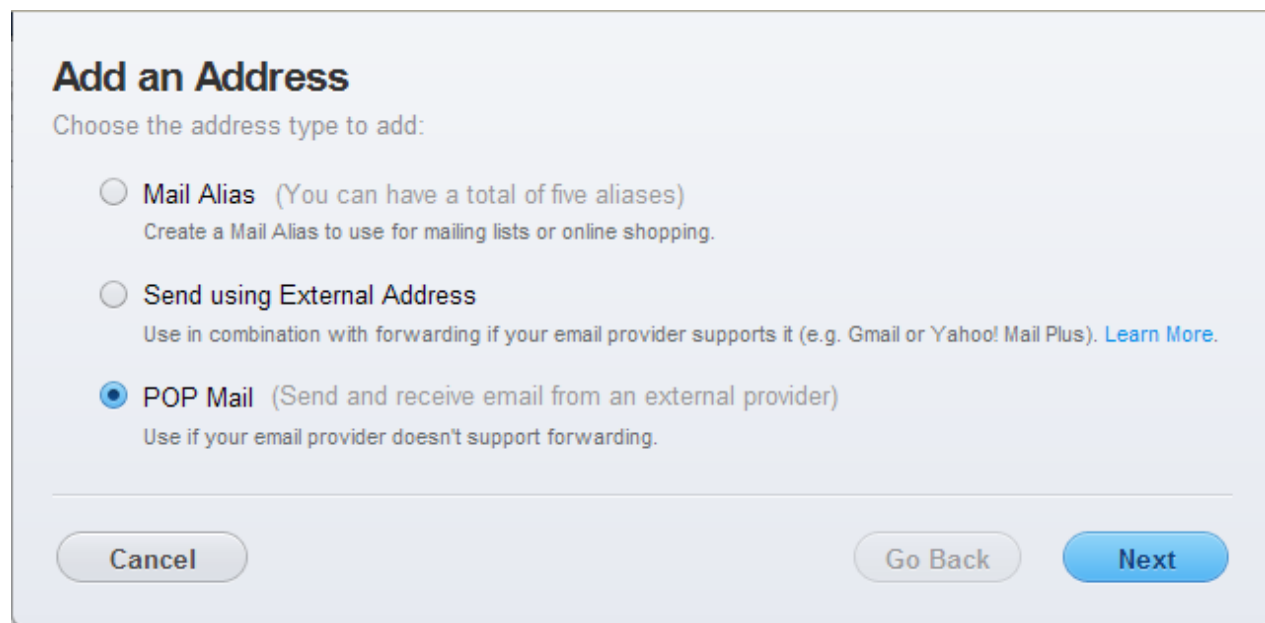 Add an Address
Choose the address type to add:
Mail Alias (You can have a total of five aliases)
Create a Mail Alias to use for mailing lists or online shopping.
Send using External Address
Use in combination with forwarding if your email provider supports it (e.g. Gmail or Yahoo! Mail Plus). Learn More.
POP Mail (Send and receive email from an external provider)
Use if your email provider doesn't support forwarding.
Cancel Go Back Next